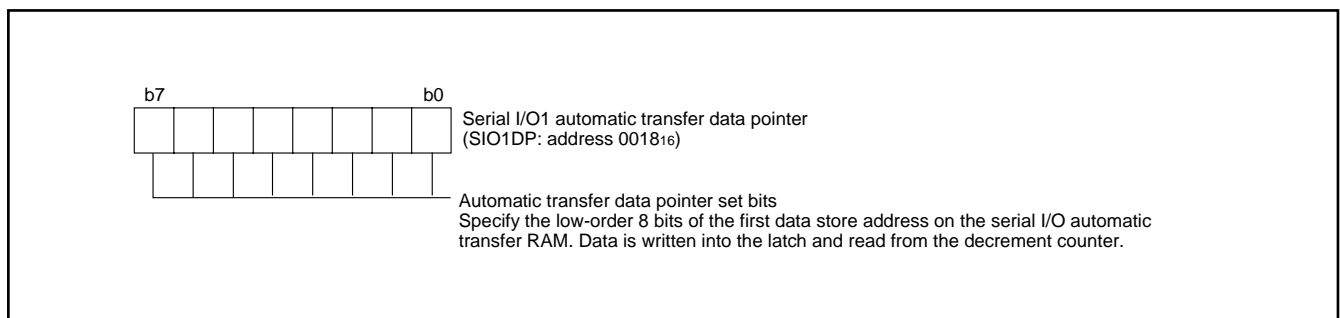 b7 b0
Serial I/O1 automatic transfer data pointer
(SIO1DP: address 0018₁₆)
Automatic transfer data pointer set bits
Specify the low-order 8 bits of the first data store address on the serial I/O automatic
transfer RAM. Data is written into the latch and read from the decrement counter.